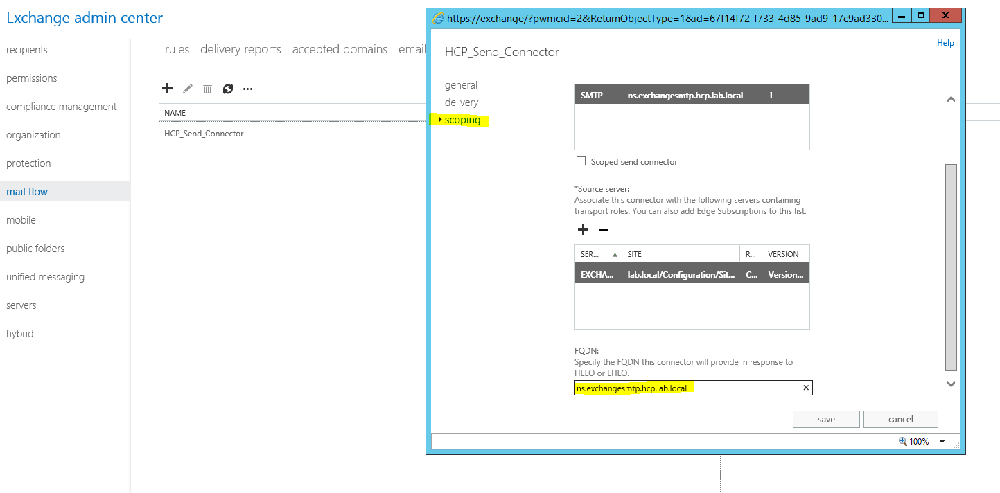 Exchange admin center
recipients
permissions
compliance management
organization
protection
mail flow
mobile
public folders
unified messaging
servers
hybrid
rules delivery reports accepted domains email
NAME
HCP_Send_Connector
https://exchange/?pwmcid=2&ReturnObjectType=1&id=67f14f72-f733-4d85-9ad9-17c9ad330...
Help
HCP_Send_Connector
general
delivery
scoping
SMTP ns.exchangesmtp.hcp.lab.local 1
Scoped send connector
*Source server:
Associate this connector with the following servers containing
transport roles. You can also add Edge Subscriptions to this list.
SER... SITE R... VERSION
EXCHA... lab.local/Configuration/Sit... C... Version...
FQDN:
Specify the FQDN this connector will provide in response to
HELO or EHLO.
ns.exchangesmtp.hcp.lab.local
save cancel
100%